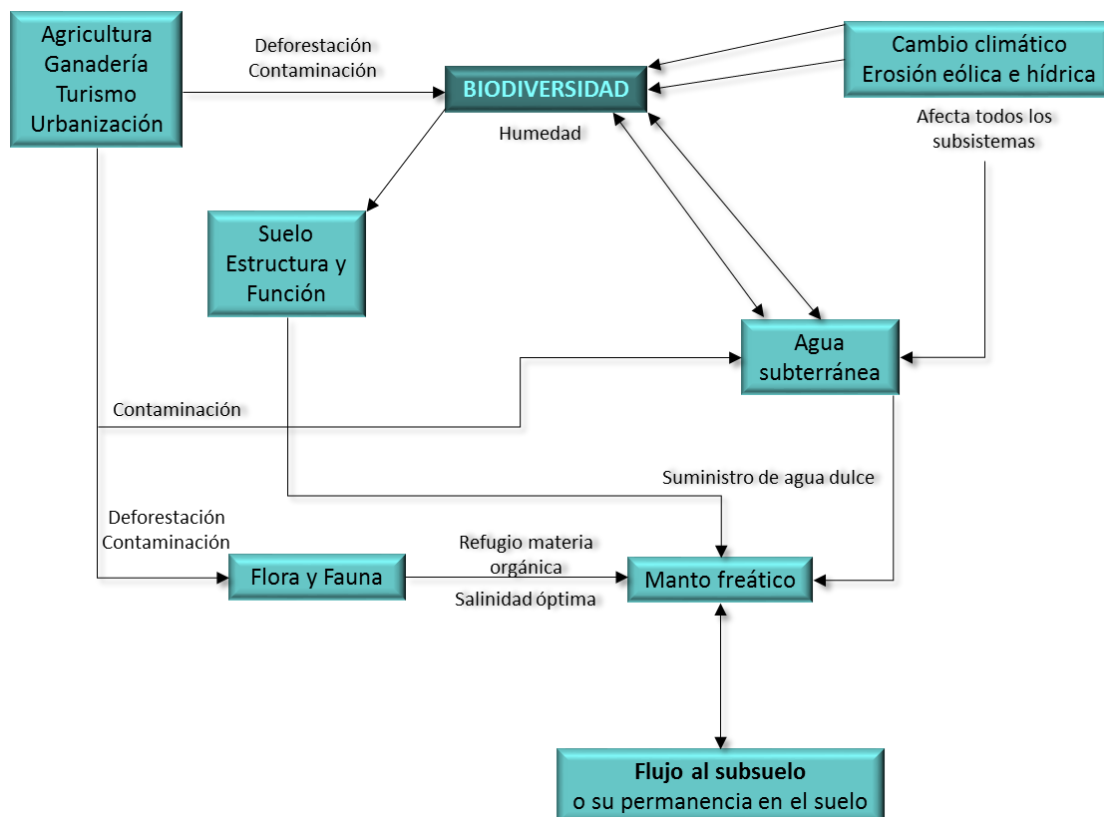 Agricultura
Ganadería
Turismo
Urbanización
Deforestación
Contaminación
BIODIVERSIDAD
Humedad
Cambio climático
Erosión eólica e hídrica
Afecta todos los
subsistemas
Suelo
Estructura y
Función
Agua
subterránea
Contaminación
Suministro de agua dulce
Deforestación
Contaminación
Flora y Fauna
Refugio materia
orgánica
Salinidad óptima
Manto freático
Flujo al subsuelo
o su permanencia en el suelo